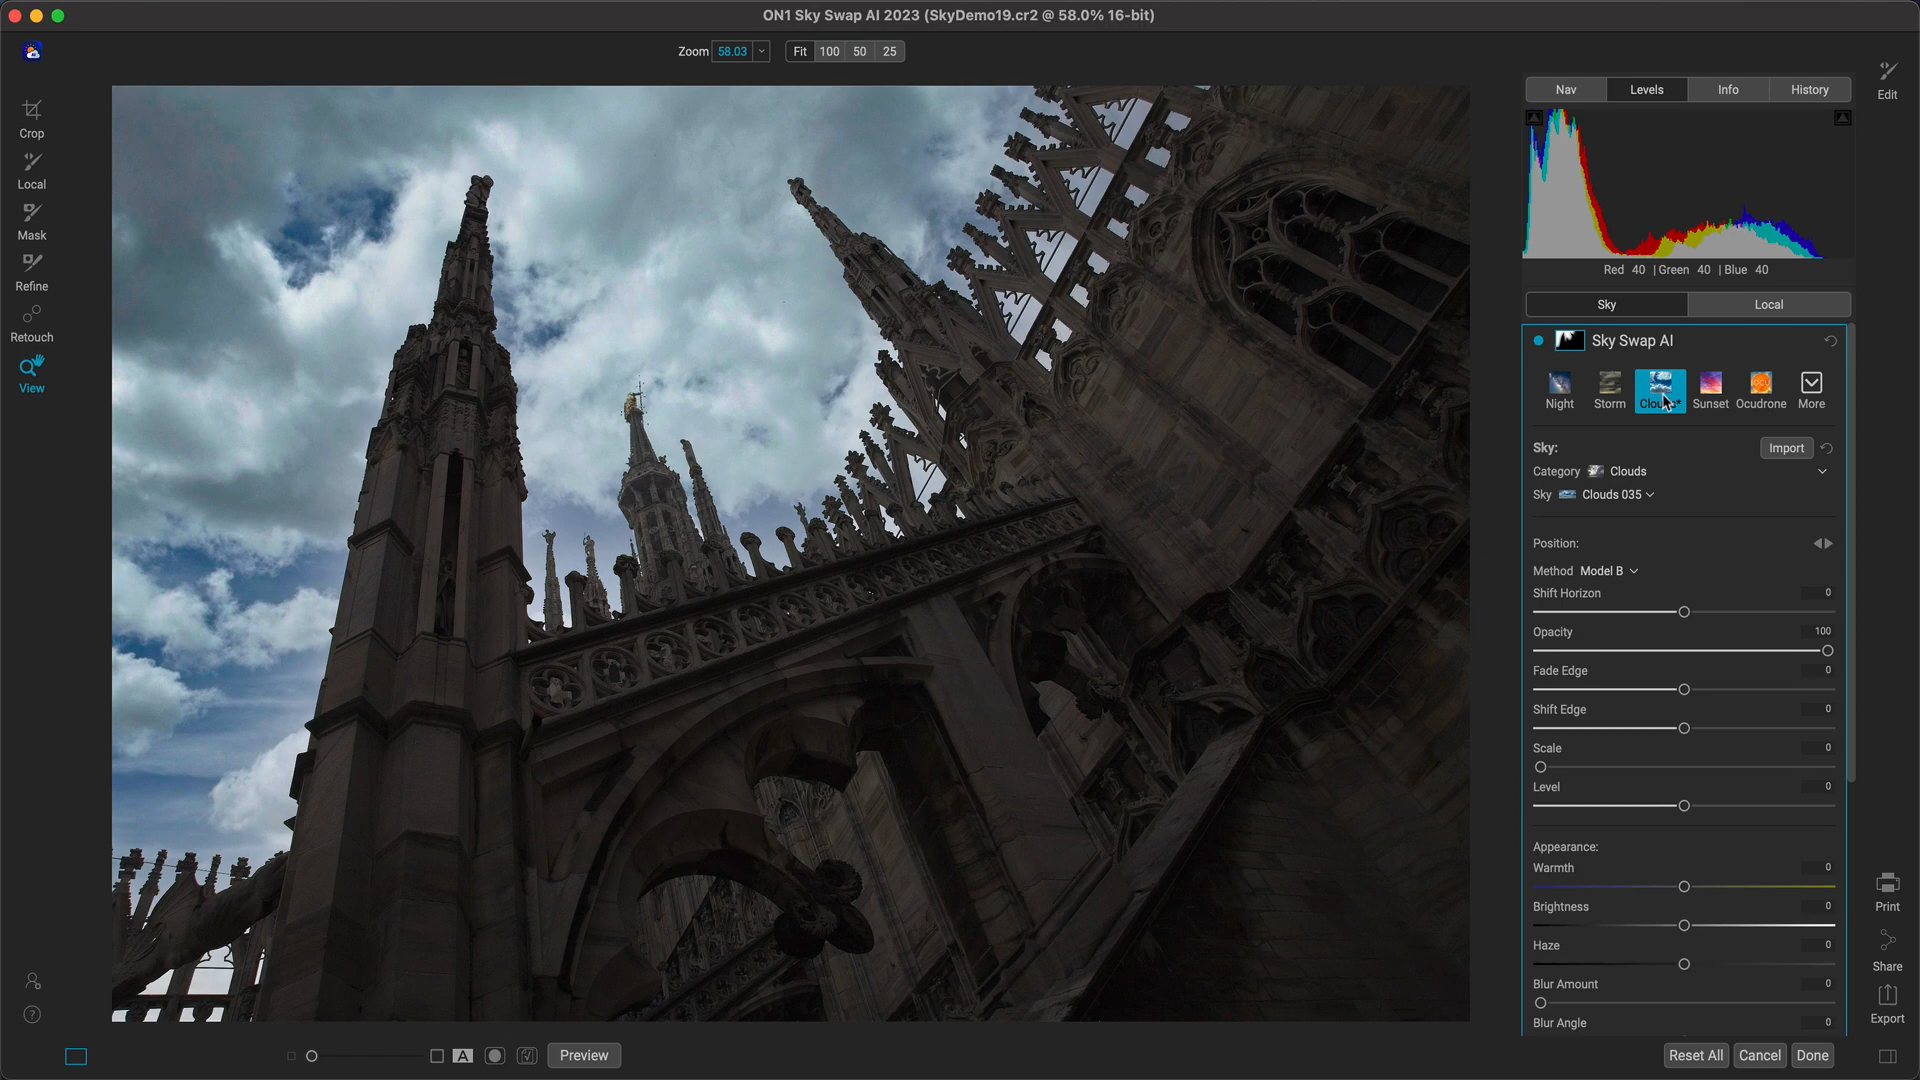 ON1 Sky Swap AI 2023 (SkyDemo19.cr2 @ 58.0% 16-bit)
Zoom 58.03 Fit 100 50 25
Crop
Local
Mask
Refine
Retouch
View
Nav Levels Info History
Edit
Red 40 | Green 40 | Blue 40
Sky Local
Sky Swap AI
Night Storm Clouds* Sunset Ocudrone More
Sky: Import
Category Clouds
Sky Clouds 035
Position:
Method Model B
Shift Horizon 0
Opacity 100
Fade Edge 0
Shift Edge 0
Scale 0
Level 0
Appearance:
Warmth 0
Brightness 0
Haze 0
Blur Amount 0
Blur Angle 0
Print
Share
Export
A Preview
Reset All Cancel Done